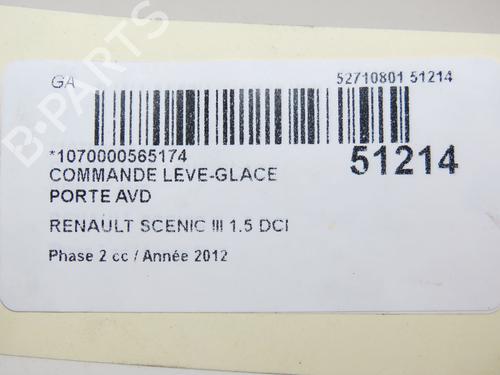 GA
52710801 51214
*1070000565174
51214
COMMANDE LEVE-GLACE
PORTE AVD
RENAULT SCENIC III 1.5 DCI
Phase 2 cc / Année 2012
B-PARTS